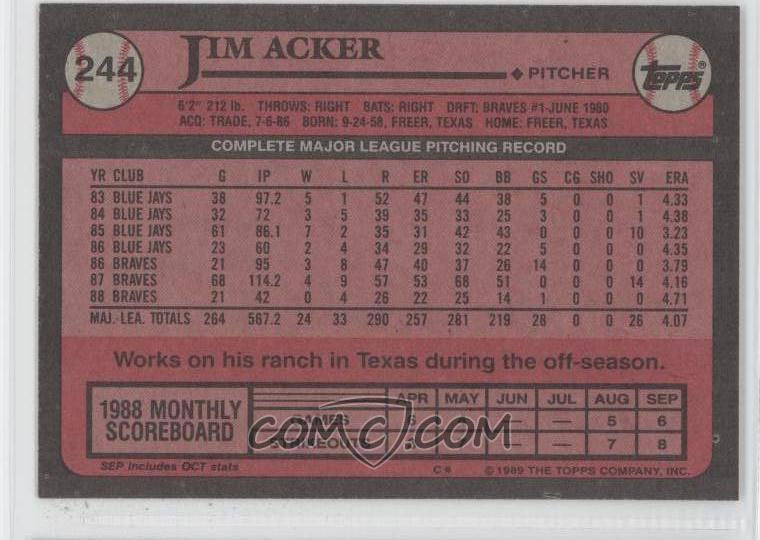 244
JIM ACKER
PITCHER
topps®
6'2" 212 lb. THROWS: RIGHT BATS: RIGHT DRFT: BRAVES #1-JUNE 1980
ACQ: TRADE, 7-6-86 BORN: 9-24-58, FREER, TEXAS HOME: FREER, TEXAS
COMPLETE MAJOR LEAGUE PITCHING RECORD
YR CLUB G IP W L R ER SO BB GS CG SHO SV ERA
83 BLUE JAYS 38 97.2 5 1 52 47 44 38 5 0 0 1 4.33
84 BLUE JAYS 32 72 3 5 39 35 33 25 3 0 0 1 4.38
85 BLUE JAYS 61 86.1 7 2 35 31 42 43 0 0 0 10 3.23
86 BLUE JAYS 23 60 2 4 34 29 32 22 5 0 0 0 4.35
86 BRAVES 21 95 3 8 47 40 37 26 14 0 0 0 3.79
87 BRAVES 68 114.2 4 9 57 53 68 51 0 0 0 14 4.16
88 BRAVES 21 42 0 4 26 22 25 14 1 0 0 0 4.71
MAJ. LEA. TOTALS 264 567.2 24 33 290 257 281 219 28 0 0 26 4.07
Works on his ranch in Texas during the off-season.
1988 MONTHLY SCOREBOARD
APR MAY JUN JUL AUG SEP
GAMES 6 — — 5 6
STRIKEOUTS — — 7 8
COMC.COM
SEP includes OCT stats
C* © 1989 THE TOPPS COMPANY, INC.